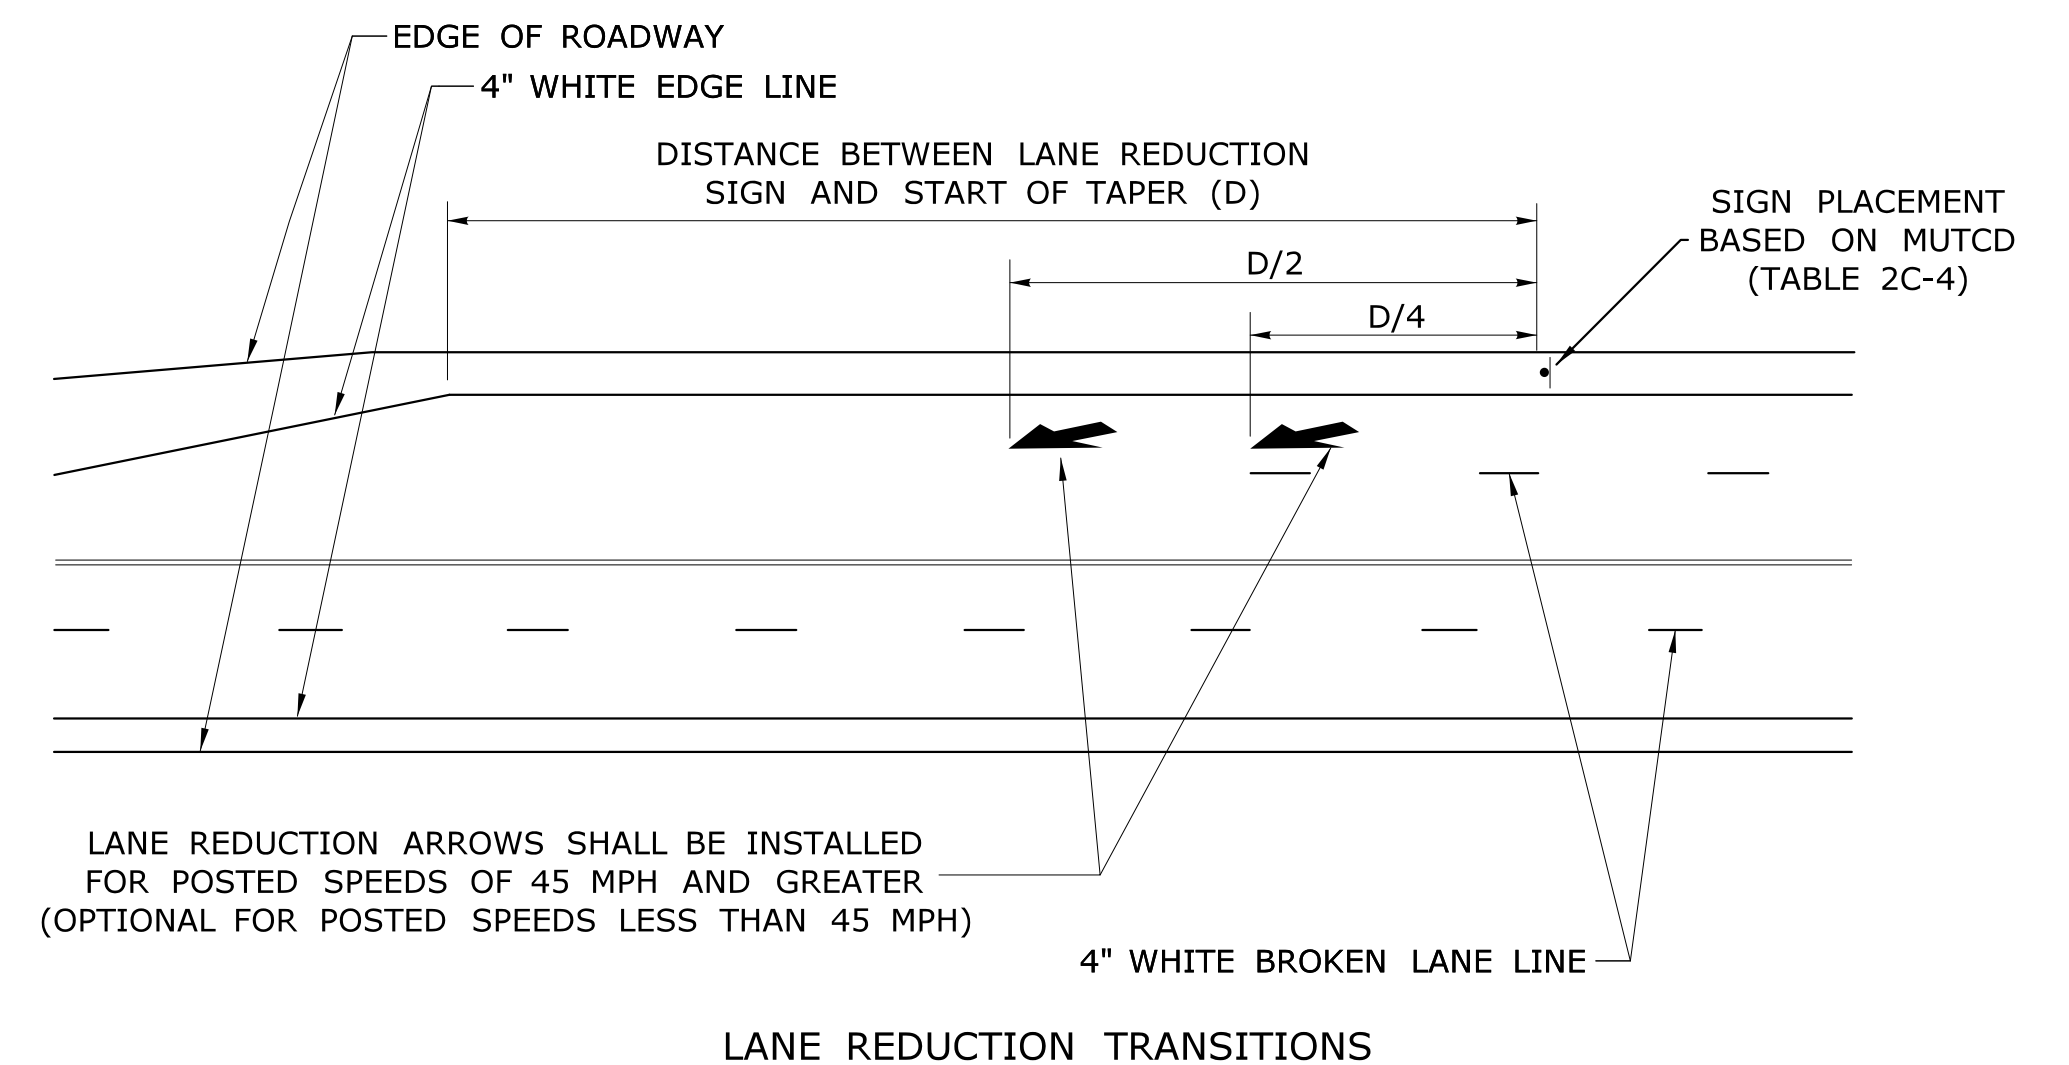 EDGE OF ROADWAY
4" WHITE EDGE LINE
DISTANCE BETWEEN LANE REDUCTION
SIGN AND START OF TAPER (D)
SIGN PLACEMENT
BASED ON MUTCD
(TABLE 2C-4)
D/2
D/4
LANE REDUCTION ARROWS SHALL BE INSTALLED
FOR POSTED SPEEDS OF 45 MPH AND GREATER
(OPTIONAL FOR POSTED SPEEDS LESS THAN 45 MPH)
4" WHITE BROKEN LANE LINE
LANE REDUCTION TRANSITIONS